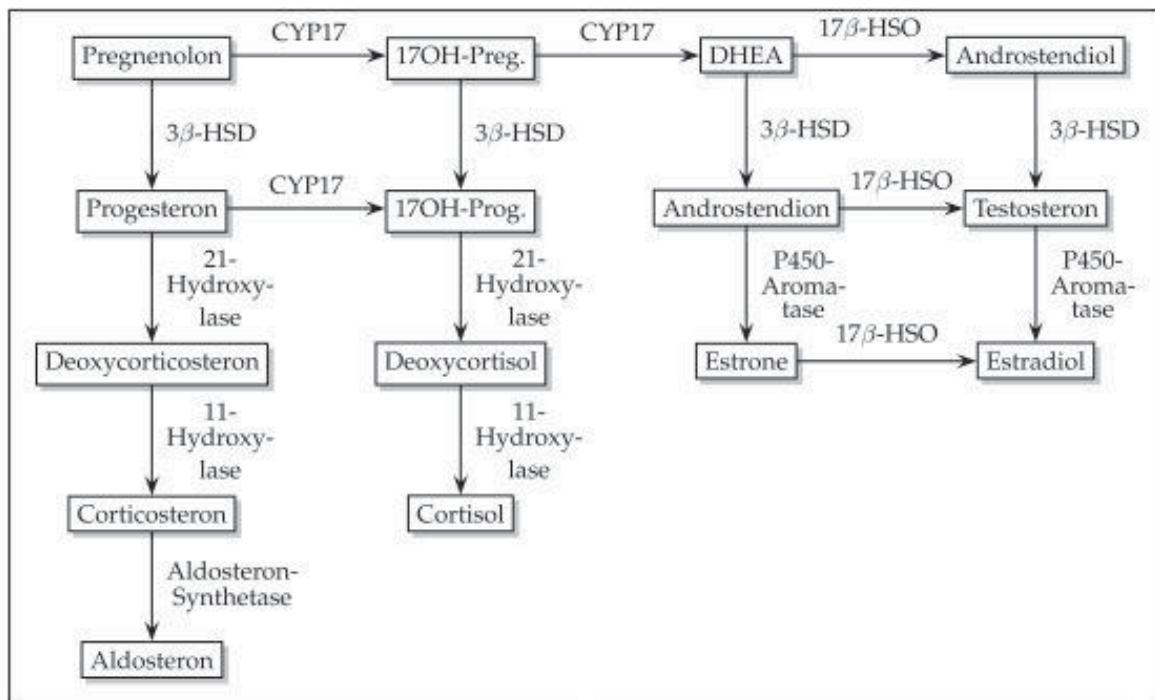 CYP17 CYP17 17β-HSO
Pregnenolon 17OH-Preg. DHEA Androstendiol
3β-HSD 3β-HSD 3β-HSD 3β-HSD
CYP17 17β-HSO
Progesteron 17OH-Prog. Androstendion Testosteron
21- 21- P450- P450-
Hydroxy- Hydroxy- Aroma- Aroma-
lase lase tase tase
17β-HSO
Deoxycorticosteron Deoxycortisol Estrone Estradiol
11- 11-
Hydroxy- Hydroxy-
lase lase
Corticosteron Cortisol
Aldosteron-
Synthetase
Aldosteron